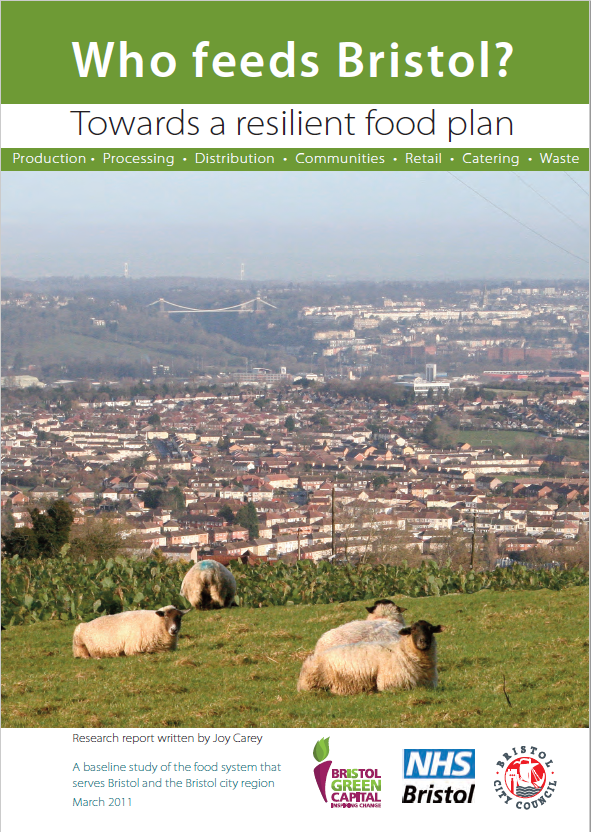 Who feeds Bristol?
Towards a resilient food plan
Production • Processing • Distribution • Communities • Retail • Catering • Waste
Research report written by Joy Carey
A baseline study of the food system that
serves Bristol and the Bristol city region
March 2011
BRISTOL
GREEN
CAPITAL
INSPIRING CHANGE
NHS
Bristol
BRISTOL
CITY COUNCIL